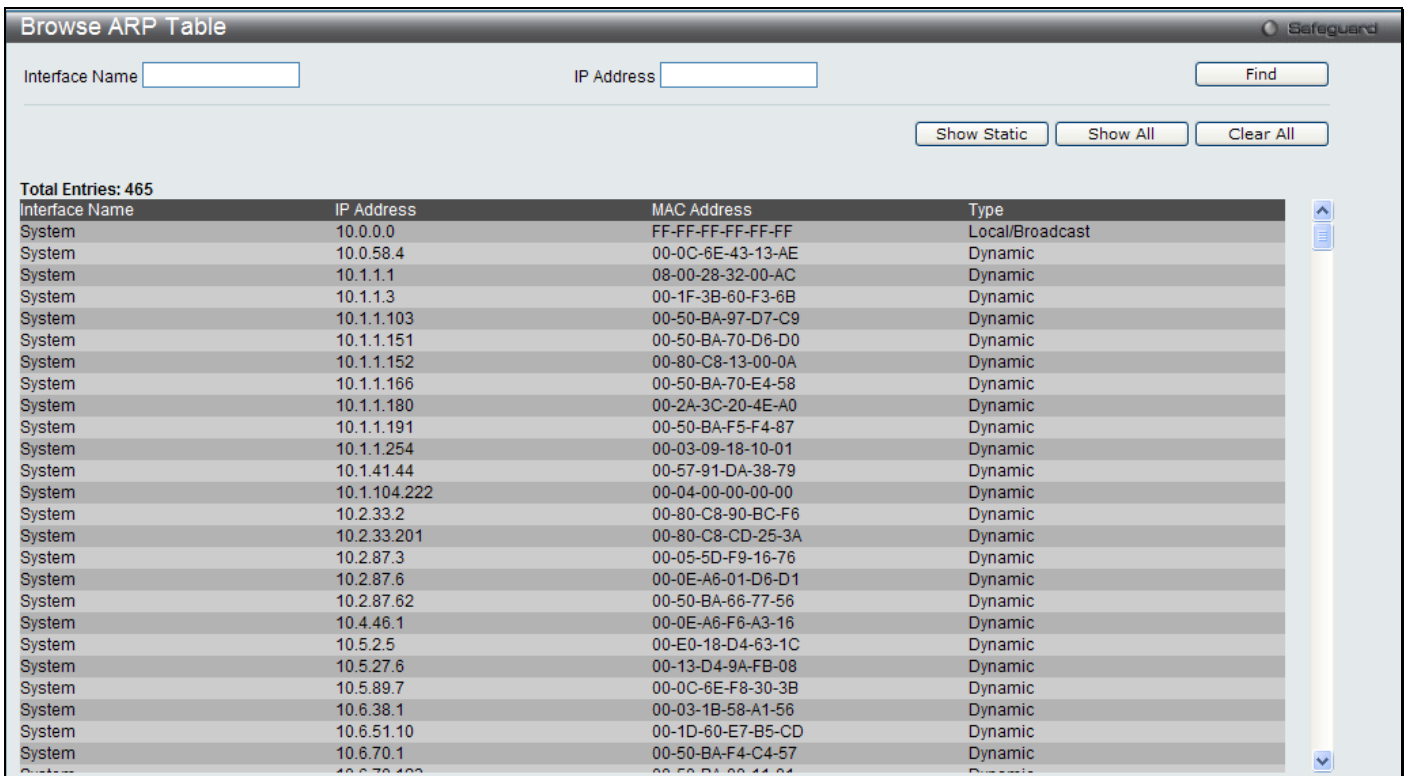 Browse ARP Table Safeguard
Interface Name IP Address Find
Show Static Show All Clear All
Total Entries: 465
Interface Name IP Address MAC Address Type
System 10.0.0.0 FF-FF-FF-FF-FF-FF Local/Broadcast
System 10.0.58.4 00-0C-6E-43-13-AE Dynamic
System 10.1.1.1 08-00-28-32-00-AC Dynamic
System 10.1.1.3 00-1F-3B-60-F3-6B Dynamic
System 10.1.1.103 00-50-BA-97-D7-C9 Dynamic
System 10.1.1.151 00-50-BA-70-D6-D0 Dynamic
System 10.1.1.152 00-80-C8-13-00-0A Dynamic
System 10.1.1.166 00-50-BA-70-E4-58 Dynamic
System 10.1.1.180 00-2A-3C-20-4E-A0 Dynamic
System 10.1.1.191 00-50-BA-F5-F4-87 Dynamic
System 10.1.1.254 00-03-09-18-10-01 Dynamic
System 10.1.41.44 00-57-91-DA-38-79 Dynamic
System 10.1.104.222 00-04-00-00-00-00 Dynamic
System 10.2.33.2 00-80-C8-90-BC-F6 Dynamic
System 10.2.33.201 00-80-C8-CD-25-3A Dynamic
System 10.2.87.3 00-05-5D-F9-16-76 Dynamic
System 10.2.87.6 00-0E-A6-01-D6-D1 Dynamic
System 10.2.87.62 00-50-BA-66-77-56 Dynamic
System 10.4.46.1 00-0E-A6-F6-A3-16 Dynamic
System 10.5.2.5 00-E0-18-D4-63-1C Dynamic
System 10.5.27.6 00-13-D4-9A-FB-08 Dynamic
System 10.5.89.7 00-0C-6E-F8-30-3B Dynamic
System 10.6.38.1 00-03-1B-58-A1-56 Dynamic
System 10.6.51.10 00-1D-60-E7-B5-CD Dynamic
System 10.6.70.1 00-50-BA-F4-C4-57 Dynamic